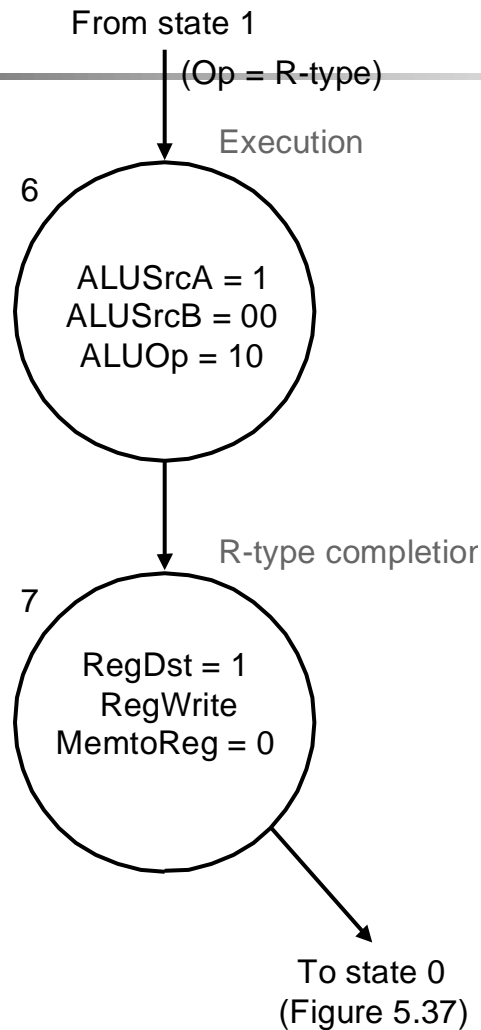 From state 1
(Op = R-type)
Execution
6
ALUSrcA = 1
ALUSrcB = 00
ALUOp = 10
R-type completior
7
RegDst = 1
RegWrite
MemtoReg = 0
To state 0
(Figure 5.37)